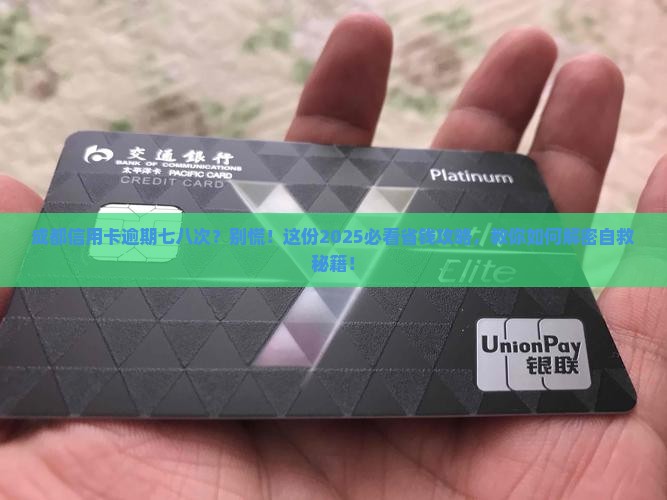 交通銀行
BANK OF COMMUNICATIONS
太平洋卡 PACIFIC CARD
CREDIT CARD
Platinum
成都信用卡逾期七八次？别慌！这份2025必看省钱攻略，教你如何解密自救
秘籍！
Elite
UnionPay
银联